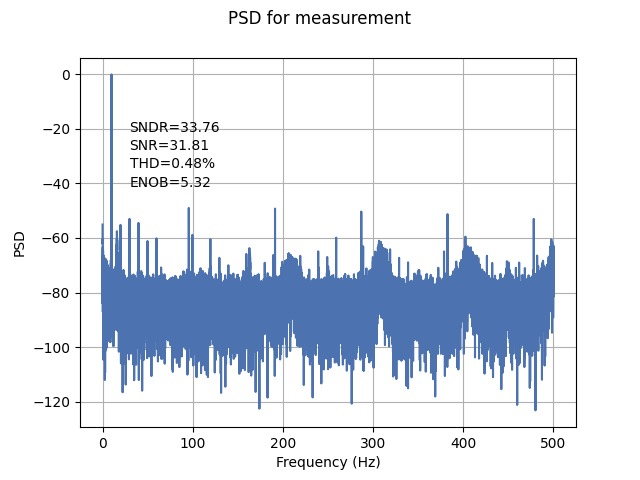 PSD for measurement
0
−20
−40
−60
−80
−100
−120
PSD
SNDR=33.76
SNR=31.81
THD=0.48%
ENOB=5.32
0
100
200
300
400
500
Frequency (Hz)